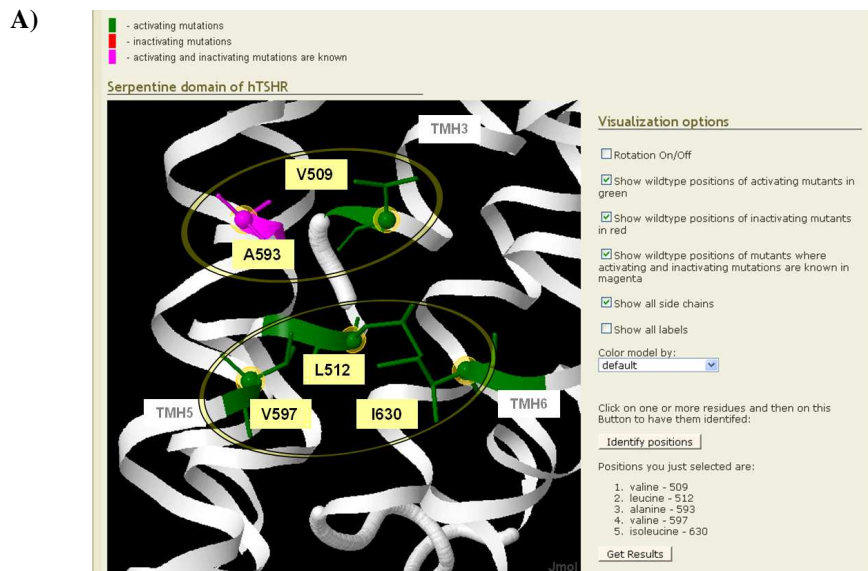 A)
- activating mutations
- inactivating mutations
- activating and inactivating mutations are known
Serpentine domain of hTSHR
TMH3
V509
A593
L512
V597
I630
TMH5
TMH6
Jmol
Visualization options
Rotation On/Off
Show wildtype positions of activating mutants in
green
Show wildtype positions of inactivating mutants
in red
Show wildtype positions of mutants where
activating and inactivating mutations are known in
magenta
Show all side chains
Show all labels
Color model by:
default
Click on one or more residues and then on this
Button to have them identifed:
Identify positions
Positions you just selected are:
1. valine - 509
2. leucine - 512
3. alanine - 593
4. valine - 597
5. isoleucine - 630
Get Results